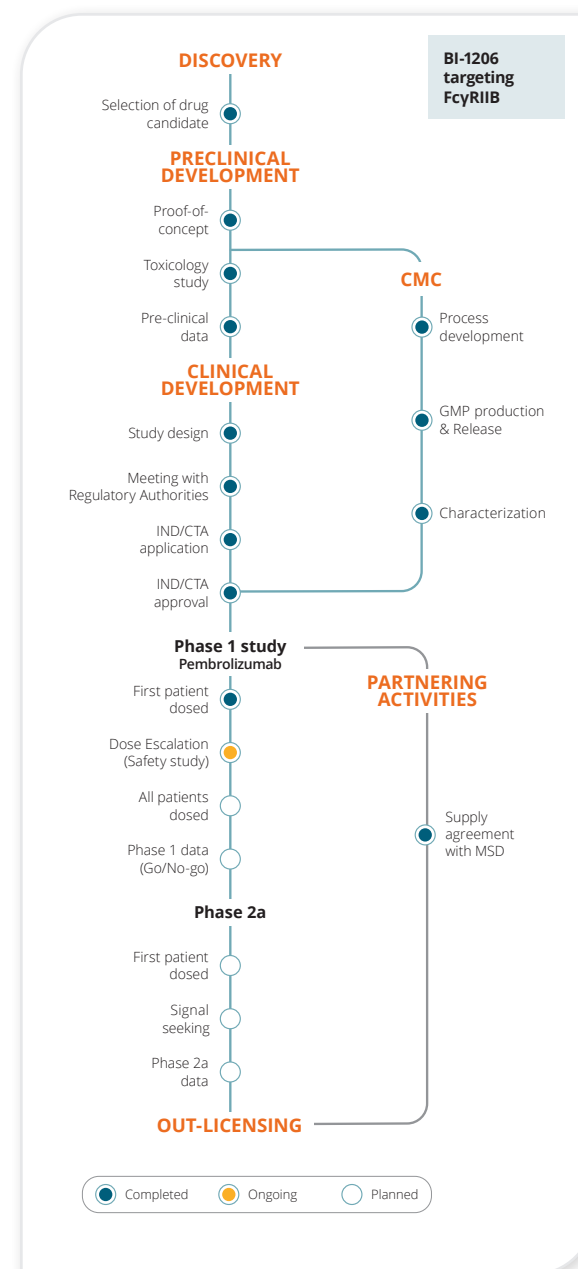 BI-1206
targeting
FcγRIIB
DISCOVERY
Selection of drug
candidate
PRECLINICAL
DEVELOPMENT
Proof-of-
concept
Toxicology
study
Pre-clinical
data
CMC
Process
development
GMP production
& Release
Characterization
CLINICAL
DEVELOPMENT
Study design
Meeting with
Regulatory Authorities
IND/CTA
application
IND/CTA
approval
Phase 1 study
Pembrolizumab
First patient
dosed
Dose Escalation
(Safety study)
All patients
dosed
Phase 1 data
(Go/No-go)
PARTNERING
ACTIVITIES
Supply
agreement
with MSD
Phase 2a
First patient
dosed
Signal
seeking
Phase 2a
data
OUT-LICENSING
Completed
Ongoing
Planned